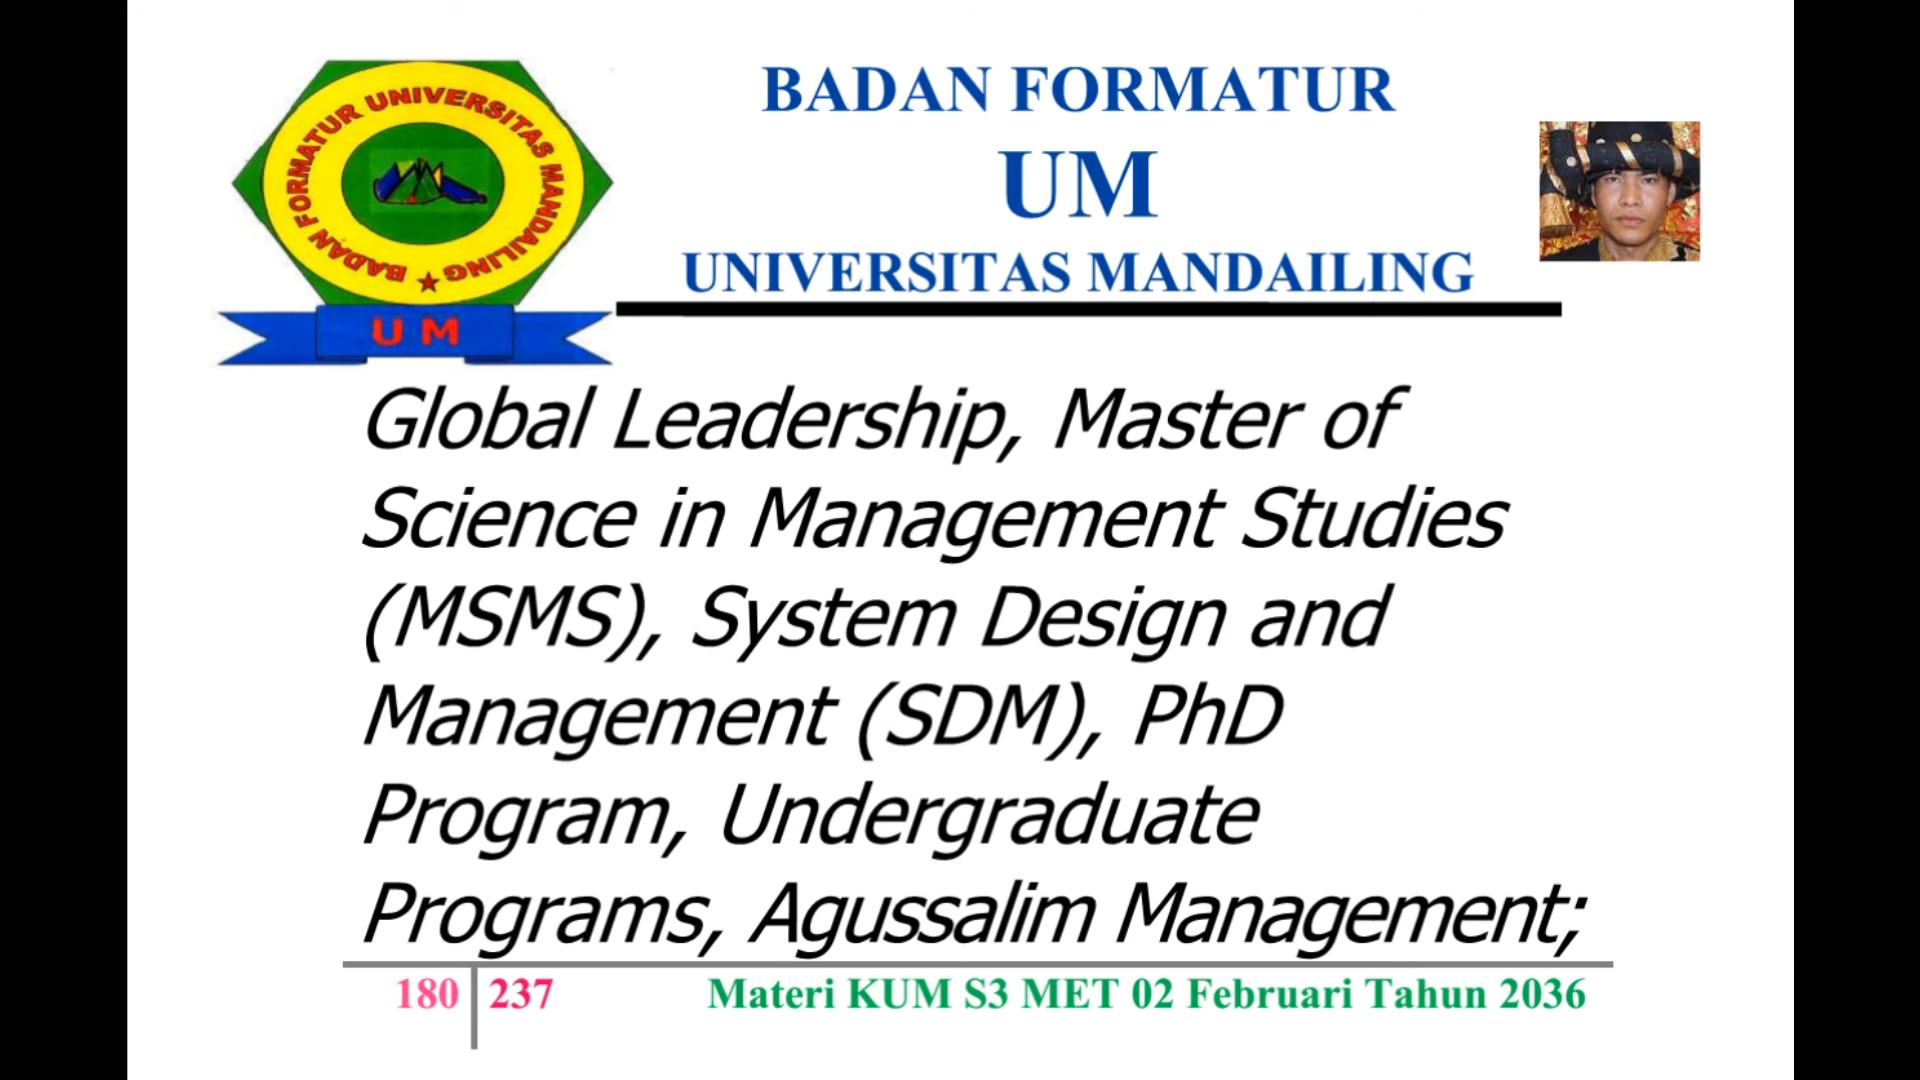 BADAN FORMATUR UNIVERSITAS MANDAILING
U M
BADAN FORMATUR
UM
UNIVERSITAS MANDAILING
Global Leadership, Master of
Science in Management Studies
(MSMS), System Design and
Management (SDM), PhD
Program, Undergraduate
Programs, Agussalim Management;
180 237 Materi KUM S3 MET 02 Februari Tahun 2036